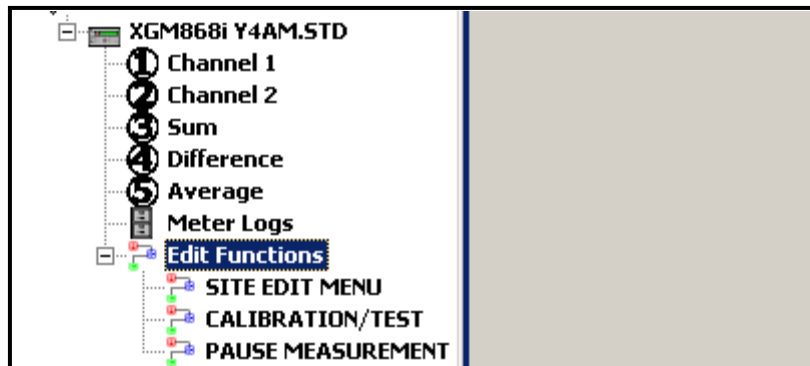 XGM868i Y4AM.STD
1 Channel 1
2 Channel 2
3 Sum
4 Difference
5 Average
Meter Logs
Edit Functions
SITE EDIT MENU
CALIBRATION/TEST
PAUSE MEASUREMENT